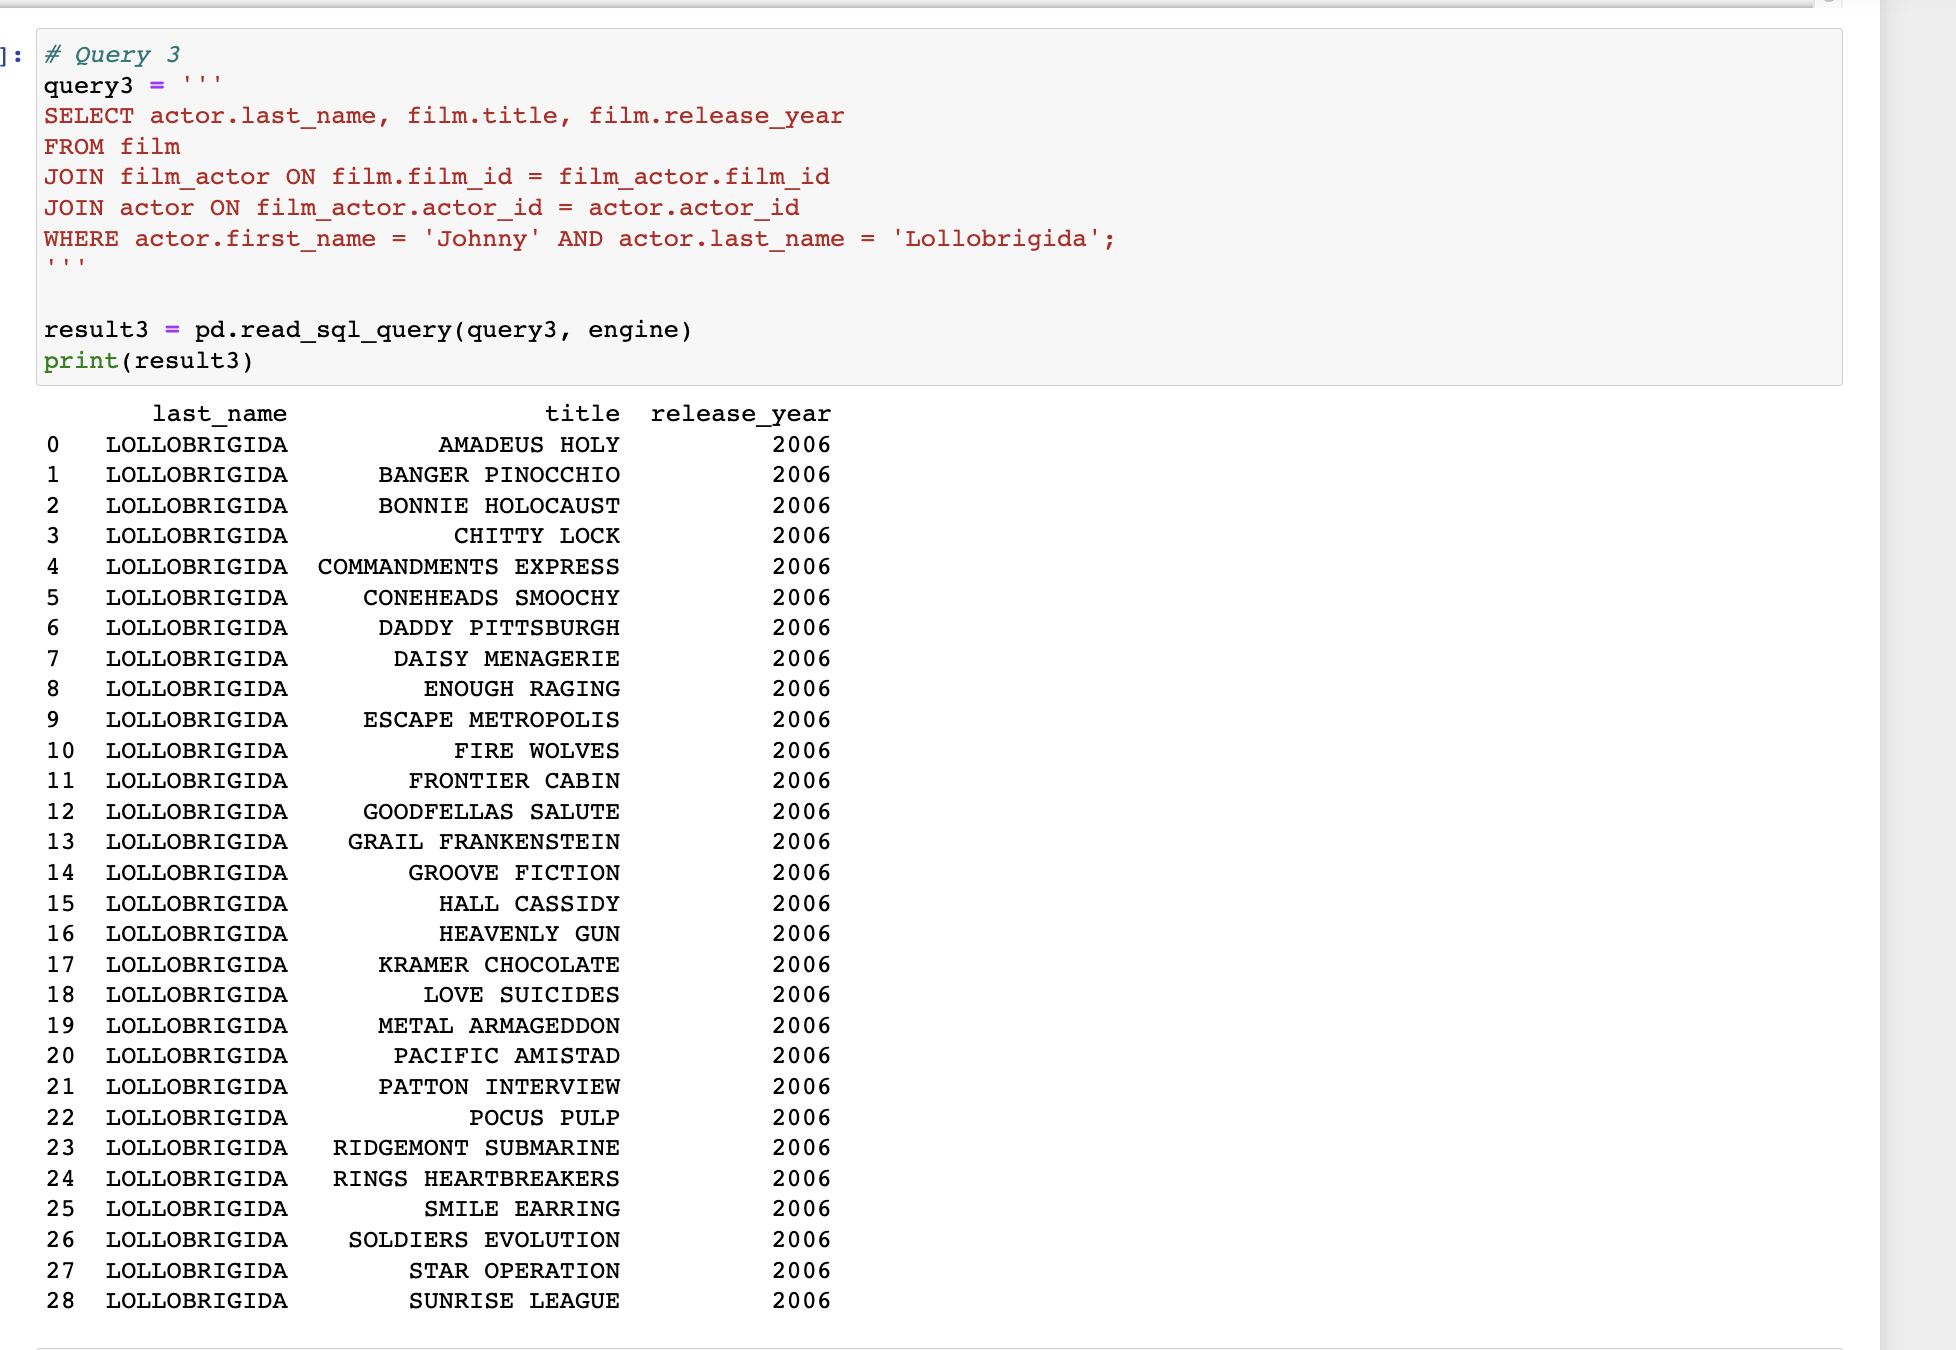 ]:
# Query 3
query3 = '''
SELECT actor.last_name, film.title, film.release_year
FROM film
JOIN film_actor ON film.film_id = film_actor.film_id
JOIN actor ON film_actor.actor_id = actor.actor_id
WHERE actor.first_name = 'Johnny' AND actor.last_name = 'Lollobrigida';
'''
result3 = pd.read_sql_query(query3, engine)
print(result3)
last_name title release_year
0 LOLLOBRIGIDA AMADEUS HOLY 2006
1 LOLLOBRIGIDA BANGER PINOCCHIO 2006
2 LOLLOBRIGIDA BONNIE HOLOCAUST 2006
3 LOLLOBRIGIDA CHITTY LOCK 2006
4 LOLLOBRIGIDA COMMANDMENTS EXPRESS 2006
5 LOLLOBRIGIDA CONEHEADS SMOOCHY 2006
6 LOLLOBRIGIDA DADDY PITTSBURGH 2006
7 LOLLOBRIGIDA DAISY MENAGERIE 2006
8 LOLLOBRIGIDA ENOUGH RAGING 2006
9 LOLLOBRIGIDA ESCAPE METROPOLIS 2006
10 LOLLOBRIGIDA FIRE WOLVES 2006
11 LOLLOBRIGIDA FRONTIER CABIN 2006
12 LOLLOBRIGIDA GOODFELLAS SALUTE 2006
13 LOLLOBRIGIDA GRAIL FRANKENSTEIN 2006
14 LOLLOBRIGIDA GROOVE FICTION 2006
15 LOLLOBRIGIDA HALL CASSIDY 2006
16 LOLLOBRIGIDA HEAVENLY GUN 2006
17 LOLLOBRIGIDA KRAMER CHOCOLATE 2006
18 LOLLOBRIGIDA LOVE SUICIDES 2006
19 LOLLOBRIGIDA METAL ARMAGEDDON 2006
20 LOLLOBRIGIDA PACIFIC AMISTAD 2006
21 LOLLOBRIGIDA PATTON INTERVIEW 2006
22 LOLLOBRIGIDA POCUS PULP 2006
23 LOLLOBRIGIDA RIDGEMONT SUBMARINE 2006
24 LOLLOBRIGIDA RINGS HEARTBREAKERS 2006
25 LOLLOBRIGIDA SMILE EARRING 2006
26 LOLLOBRIGIDA SOLDIERS EVOLUTION 2006
27 LOLLOBRIGIDA STAR OPERATION 2006
28 LOLLOBRIGIDA SUNRISE LEAGUE 2006